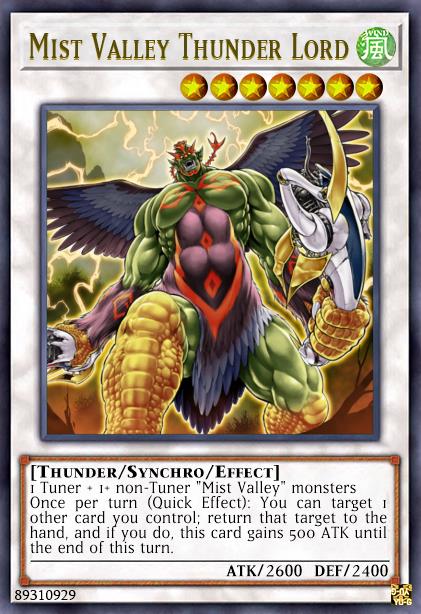 MIST VALLEY THUNDER LORD
WIND
風
[THUNDER/SYNCHRO/EFFECT]
1 Tuner + 1+ non-Tuner "Mist Valley" monsters
Once per turn (Quick Effect): You can target 1
other card you control; return that target to the
hand, and if you do, this card gains 500 ATK until
the end of this turn.
ATK/2600 DEF/2400
89310929